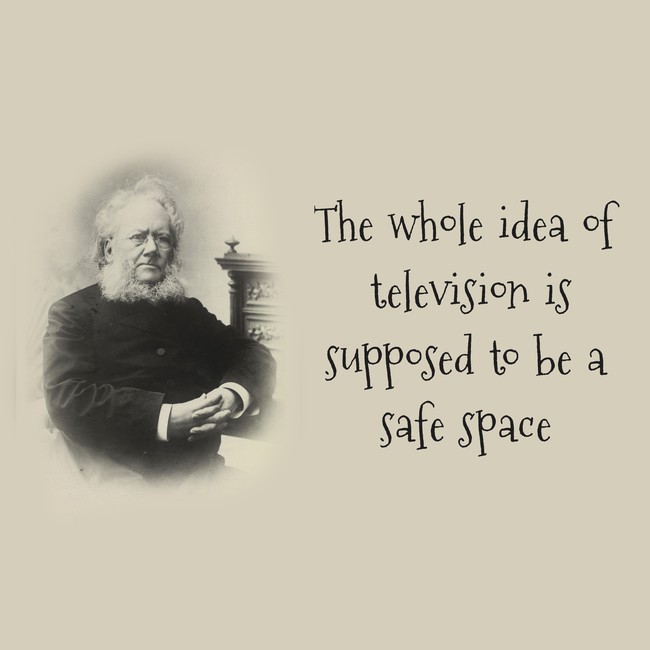 The whole idea of
television is
supposed to be a
safe space